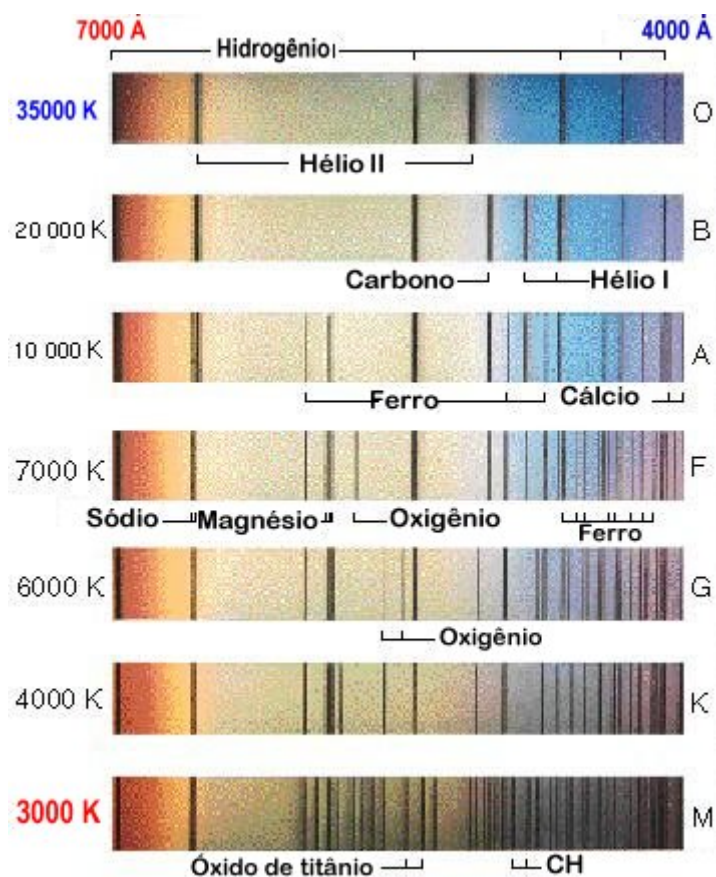 7000 Å 4000 Å
Hidrogênio
35000 K O
Hélio II
20 000 K B
Carbono Hélio I
10 000 K A
Ferro Cálcio
7000 K F
Sódio Magnésio Oxigênio Ferro
6000 K G
Oxigênio
4000 K K
3000 K M
Óxido de titânio CH